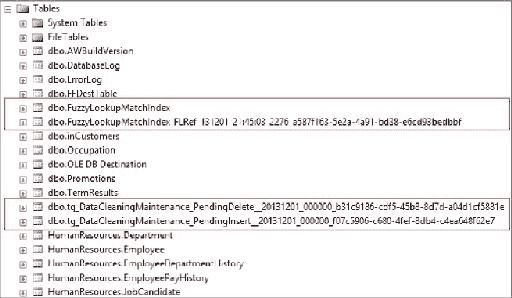 Tables
System Tables
FileTables
dbo.AWBuildVersion
dbo.DatabaseLog
dbo.ErrorLog
dbo.FFDestTable
dbo.FuzzyLookupMatchIndex
dbo.inCustomers
dbo.Occupation
dbo.OLE DB Destination
dbo.Promotions
dbo.TermResults
HumanResources.Department
HumanResources.Employee
HumanResources.EmployeeDepartmentHistory
HumanResources.EmployeePayHistory
HumanResources.JobCandidate